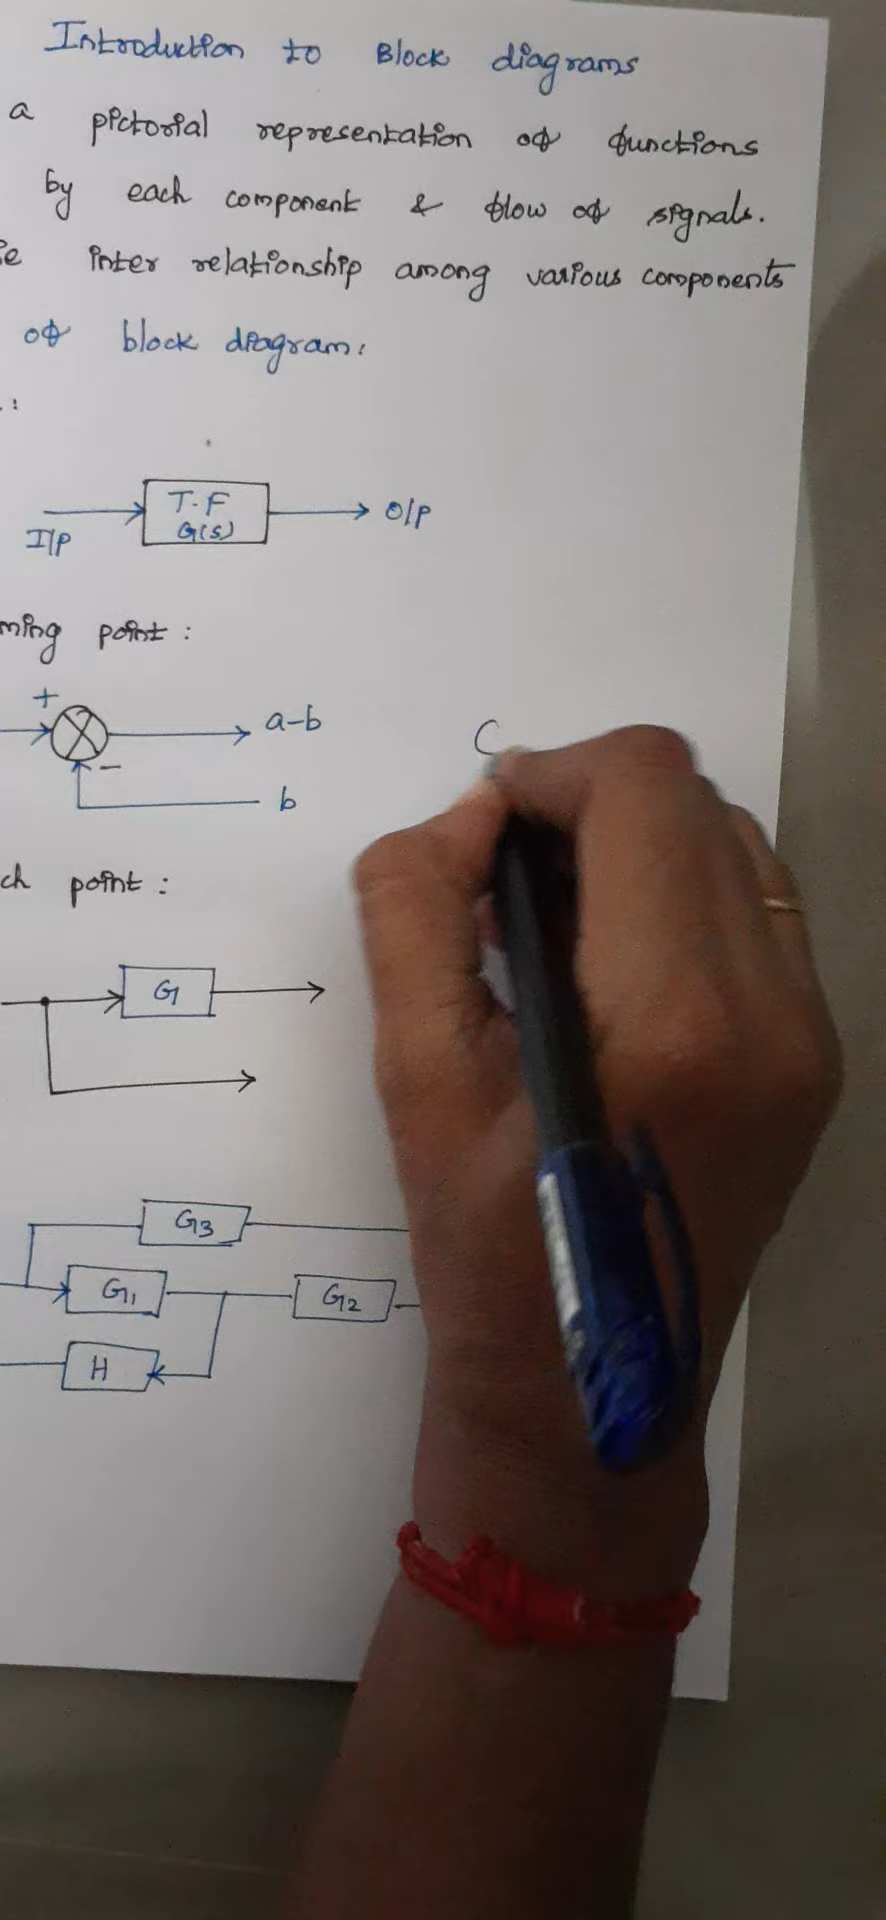 Introduction to Block diagrams
a pictorial representation of functions
by each component & flow of signals.
inter relationship among various components
of block diagram:
T.F
I/P G(s) O/P
point :
+
a-b
-
b
point :
G
G3
G1 G2
H
C